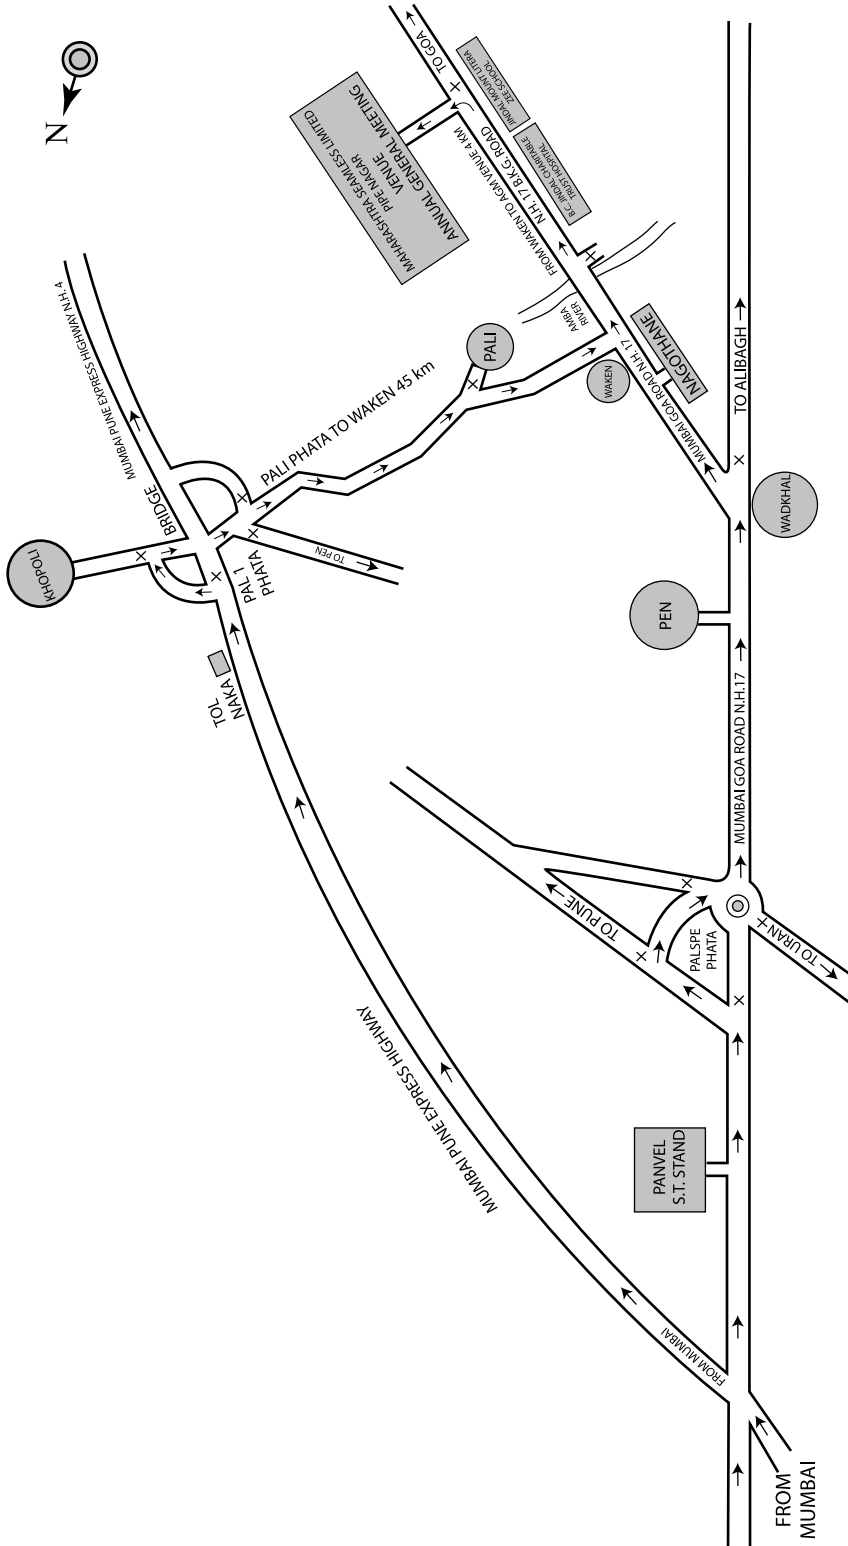 N
TO GOA
JINDAL MOUNT LITERA
ZEE SCHOOL
B.C. JINDAL CHARITABLE
TRUST HOSPITAL
MAHARASHTRA SEAMLESS LIMITED
PIPE NAGAR
VENUE
ANNUAL GENERAL MEETING
N.H. 17 B.K.G. ROAD
FROM WAKEN TO AGM VENUE 4 KM
AMBA
RIVER
MUMBAI PUNE EXPRESS HIGHWAY N.H. 4
PALI
WAKEN
NAGOTHANE
MUMBAI GOA ROAD N.H. 17
TO ALIBAGH
PALI PHATA TO WAKEN 45 km
BRIDGE
KHOPOLI
PAL1
PHATA
TO PEN
WADKHAL
PEN
TOL
NAKA
MUMBAI GOA ROAD N.H.17
TO PUNE
PALSPE
PHATA
TO URAN
MUMBAI PUNE EXPRESS HIGHWAY
PANVEL
S.T. STAND
FROM MUMBAI
FROM
MUMBAI